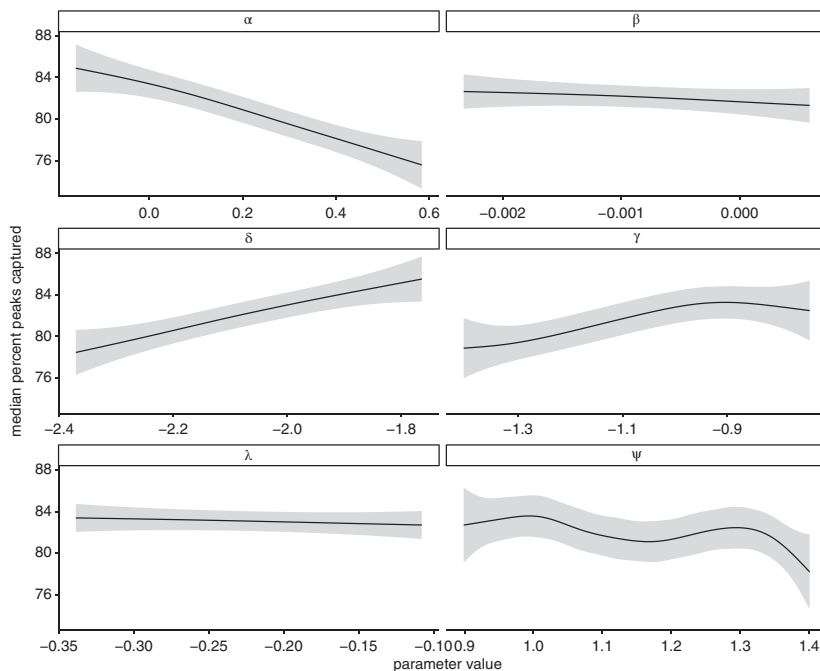 α β
88
84
80
76
0.0 0.2 0.4 0.6 −0.002 −0.001 0.000
δ γ
88
84
80
76
−2.4 −2.2 −2.0 −1.8 −1.3 −1.1 −0.9
λ ψ
88
84
80
76
−0.35 −0.30 −0.25 −0.20 −0.15 −0.10 0.9 1.0 1.1 1.2 1.3 1.4
median percent peaks captured
parameter value